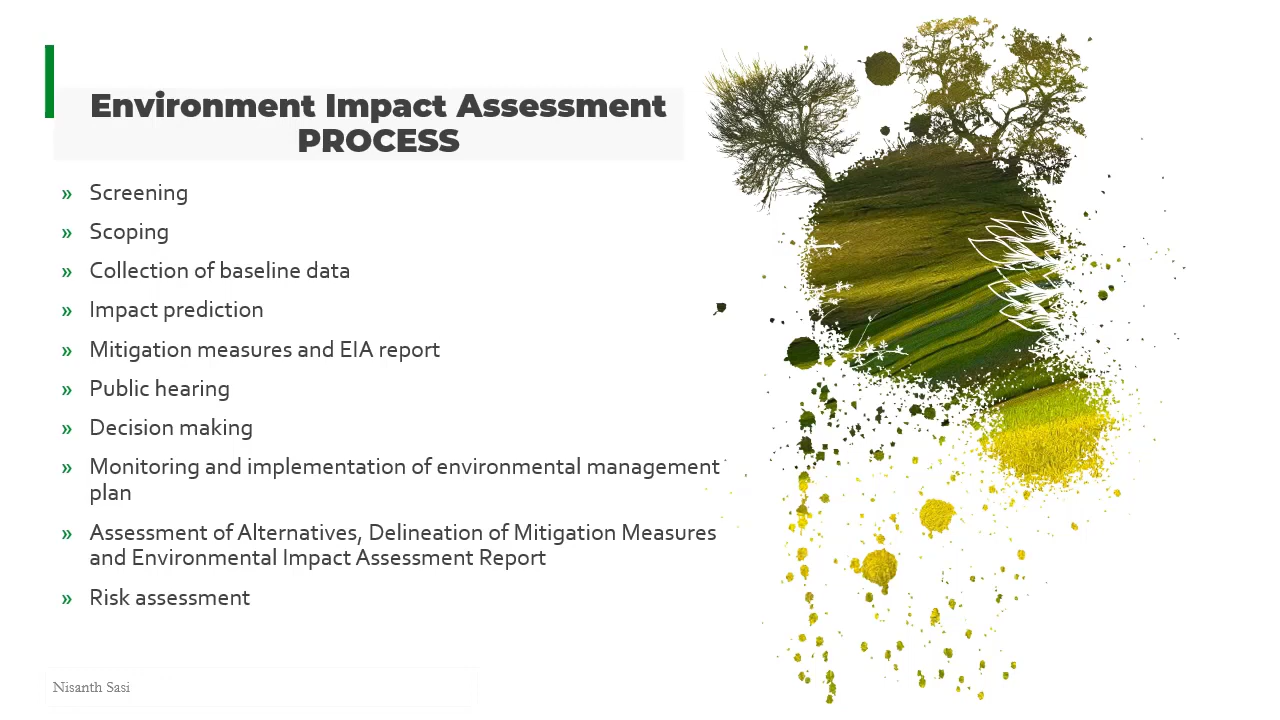 Environment Impact Assessment
PROCESS
» Screening
» Scoping
» Collection of baseline data
» Impact prediction
» Mitigation measures and EIA report
» Public hearing
» Decision making
» Monitoring and implementation of environmental management
plan
» Assessment of Alternatives, Delineation of Mitigation Measures
and Environmental Impact Assessment Report
» Risk assessment
Nisanth Sasi